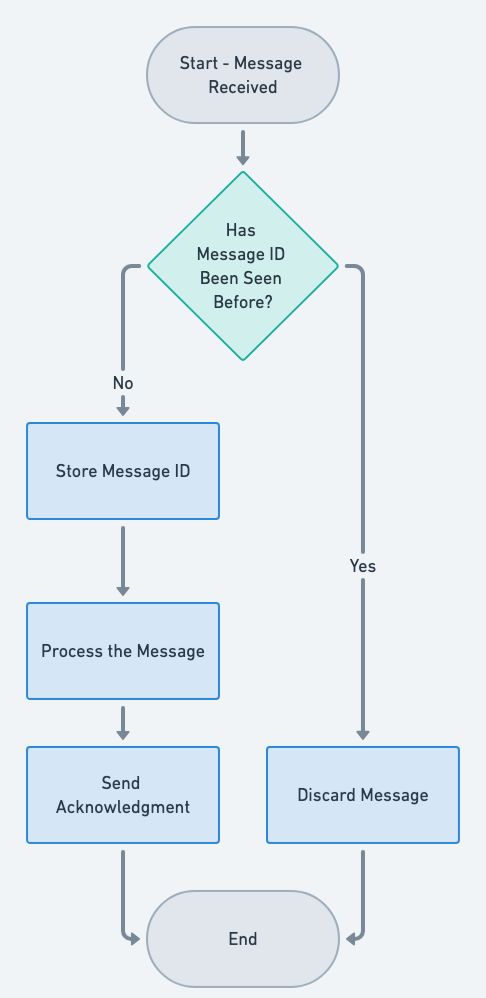 Start - Message
Received
Has
Message ID
Been Seen
Before?
No
Store Message ID
Yes
Process the Message
Send
Acknowledgment
Discard Message
End